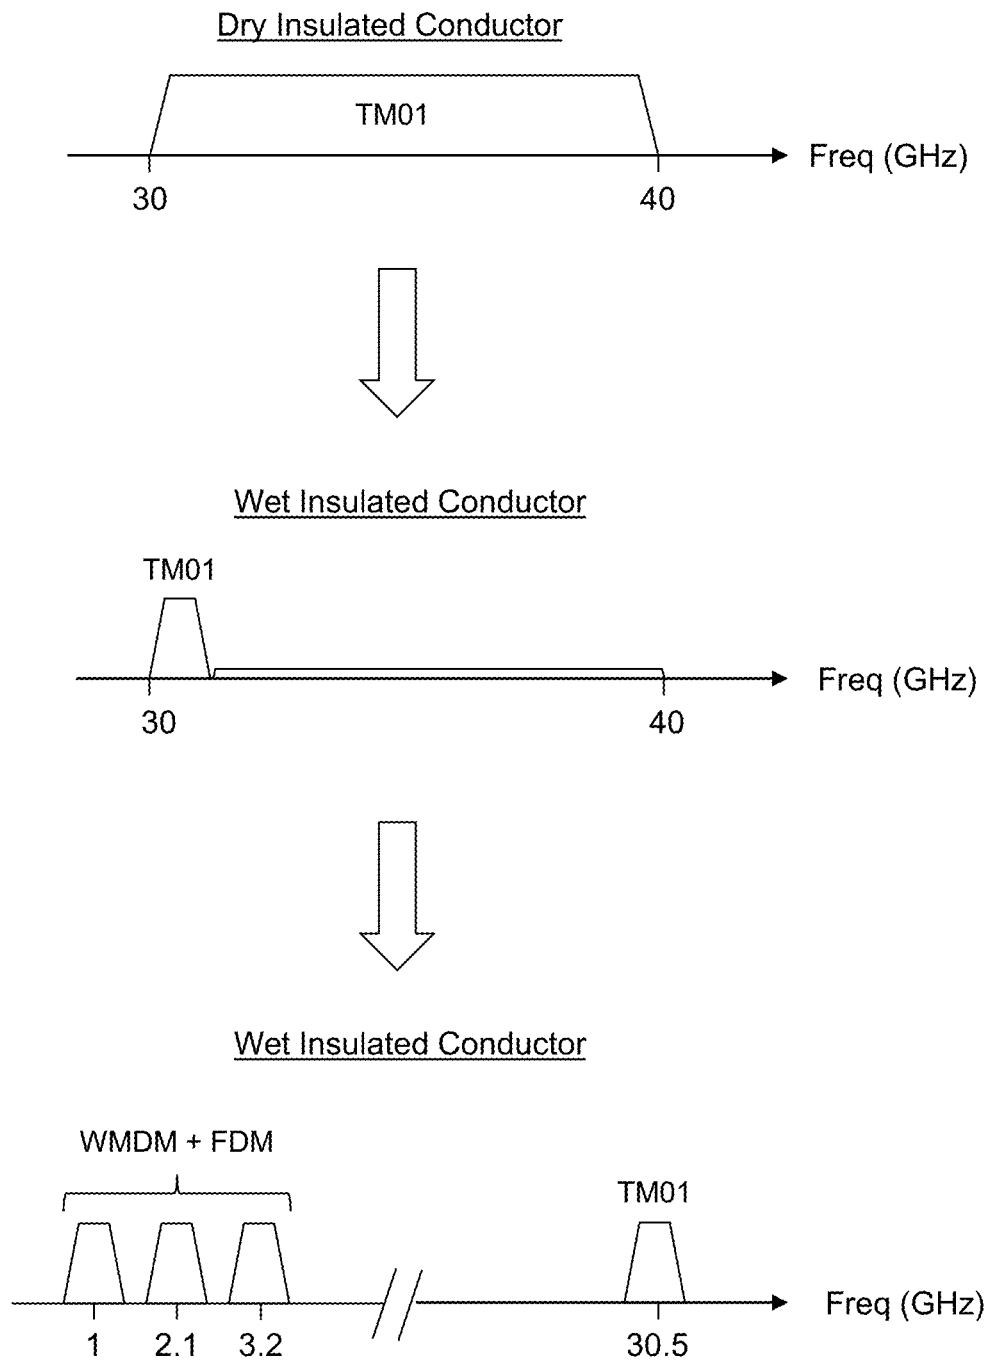 Dry Insulated Conductor
TM01
Freq (GHz)
30
40
Wet Insulated Conductor
TM01
Freq (GHz)
30
40
Wet Insulated Conductor
WMDM + FDM
TM01
Freq (GHz)
1
2.1
3.2
30.5